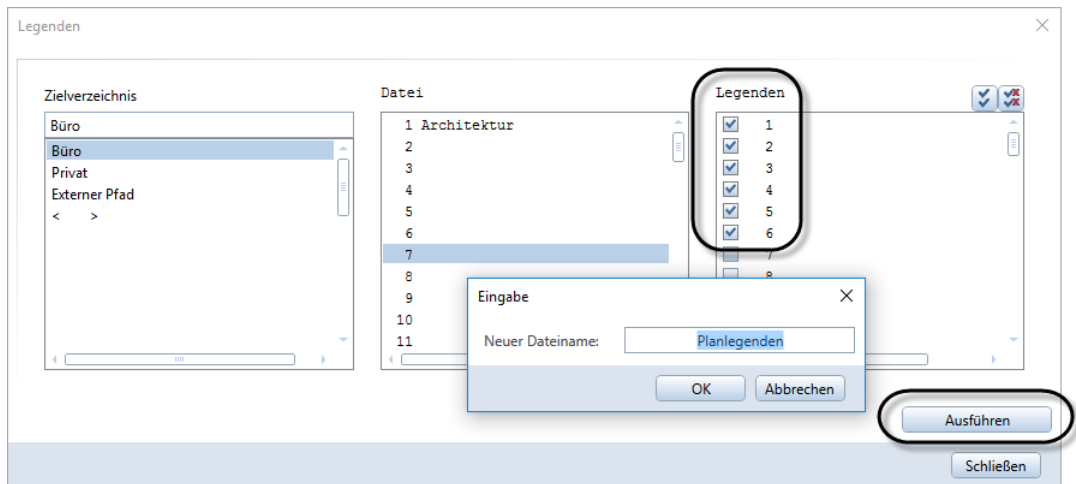 Legenden
Zielverzeichnis
Büro
Büro
Privat
Externer Pfad
< >
Datei
1 Architektur
2
3
4
5
6
7
8
9
10
11
Legenden
1
2
3
4
5
6
7
8
Eingabe
Neuer Dateiname: Planlegenden
OK Abbrechen
Ausführen
Schließen